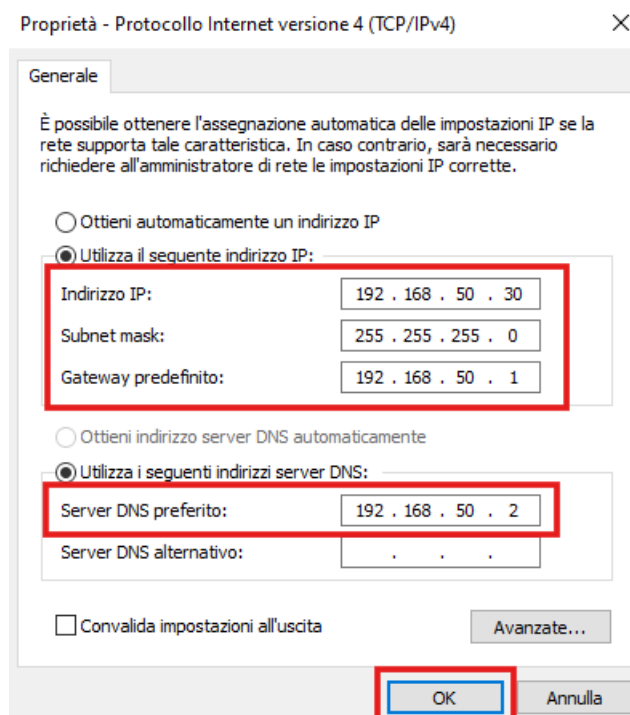 Proprietà - Protocollo Internet versione 4 (TCP/IPv4)
Generale
È possibile ottenere l'assegnazione automatica delle impostazioni IP se la
rete supporta tale caratteristica. In caso contrario, sarà necessario
richiedere all'amministratore di rete le impostazioni IP corrette.
Ottieni automaticamente un indirizzo IP
Utilizza il seguente indirizzo IP:
Indirizzo IP: 192 . 168 . 50 . 30
Subnet mask: 255 . 255 . 255 . 0
Gateway predefinito: 192 . 168 . 50 . 1
Ottieni indirizzo server DNS automaticamente
Utilizza i seguenti indirizzi server DNS:
Server DNS preferito: 192 . 168 . 50 . 2
Server DNS alternativo: . . .
Convalida impostazioni all'uscita Avanzate...
OK Annulla